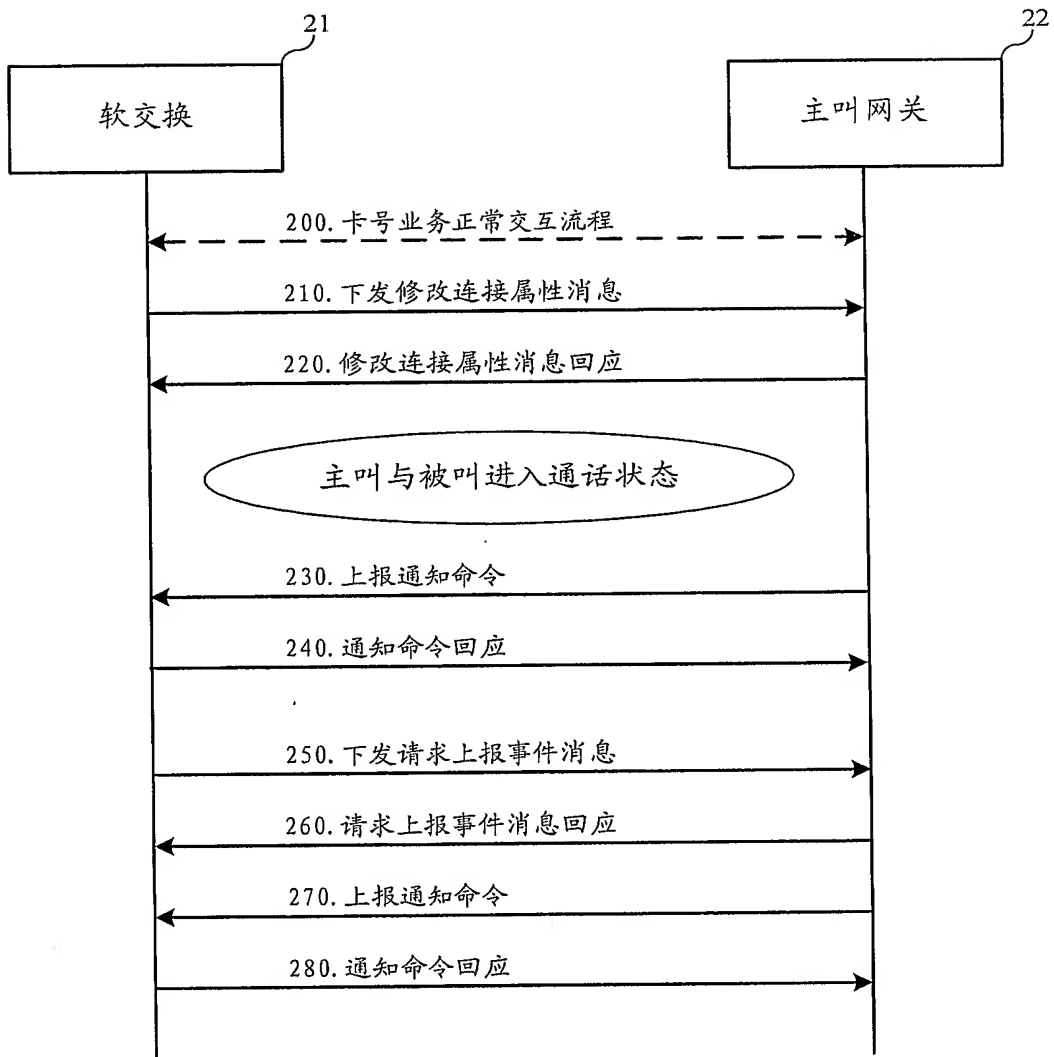 21
22
软交换
主叫网关
200.卡号业务正常交互流程
210.下发修改连接属性消息
220.修改连接属性消息回应
主叫与被叫进入通话状态
230.上报通知命令
240.通知命令回应
250.下发请求上报事件消息
260.请求上报事件消息回应
270.上报通知命令
280.通知命令回应